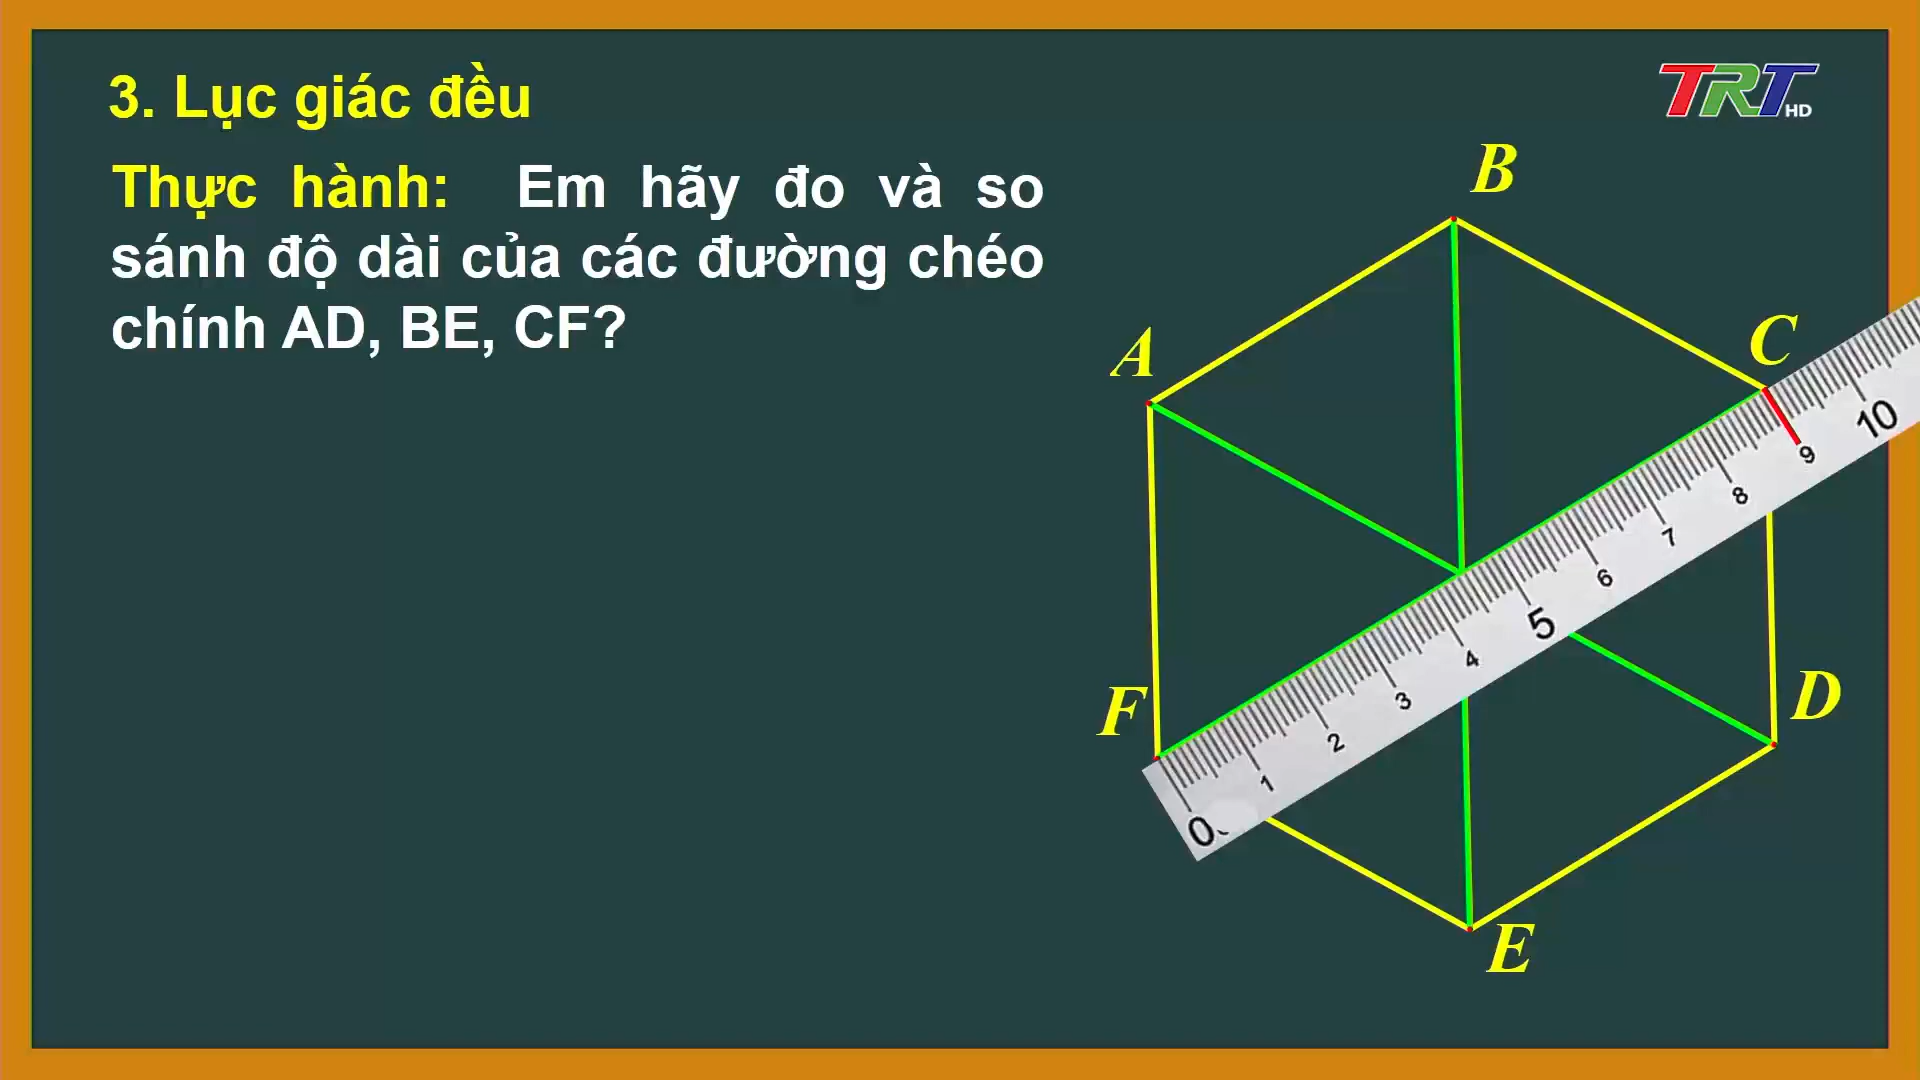 3. Lục giác đều
TRT HD
Thực hành: Em hãy đo và so
sánh độ dài của các đường chéo
chính AD, BE, CF?
B
A
C
F
D
E
0 1 2 3 4 5 6 7 8 9 10